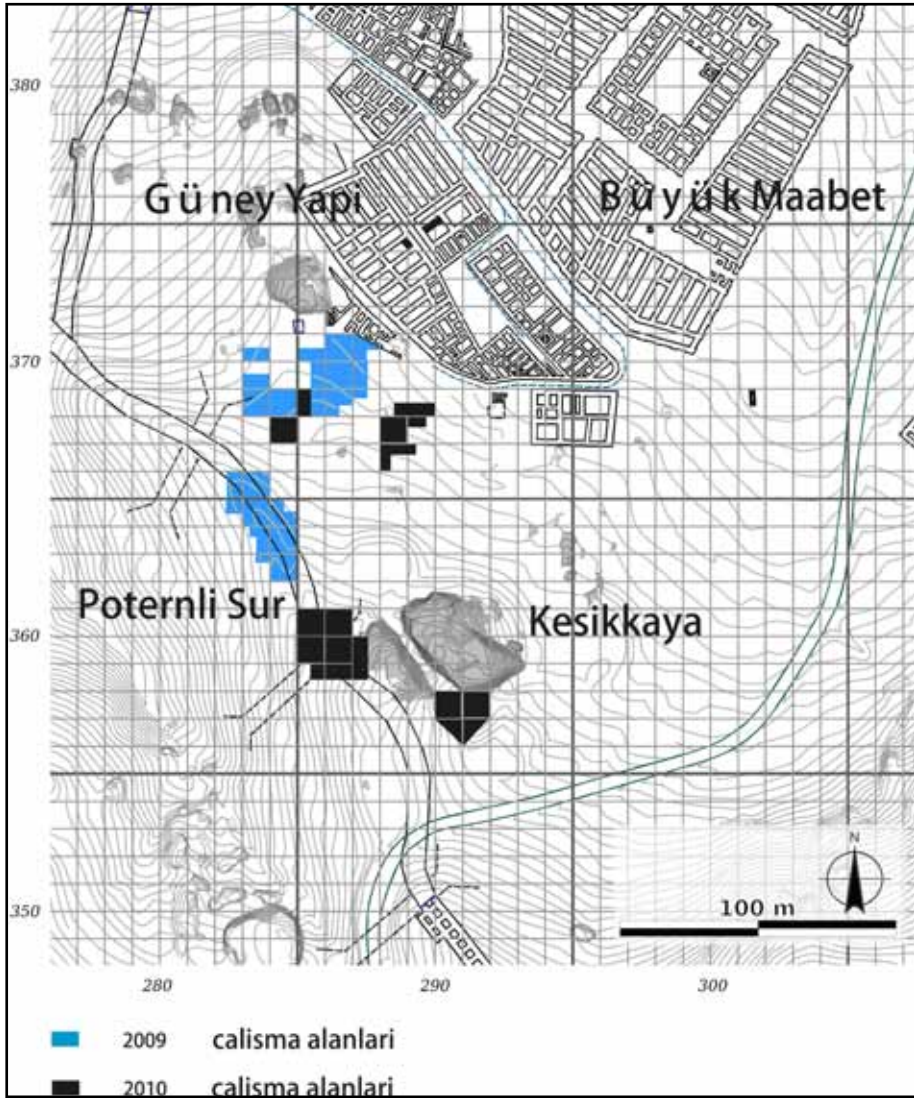 380
Güney Yapi
Büyük Maabet
370
Poternli Sur
Kesikkaya
360
N
100 m
350
280 290 300
2009 calisma alanlari
2010 calisma alanlari